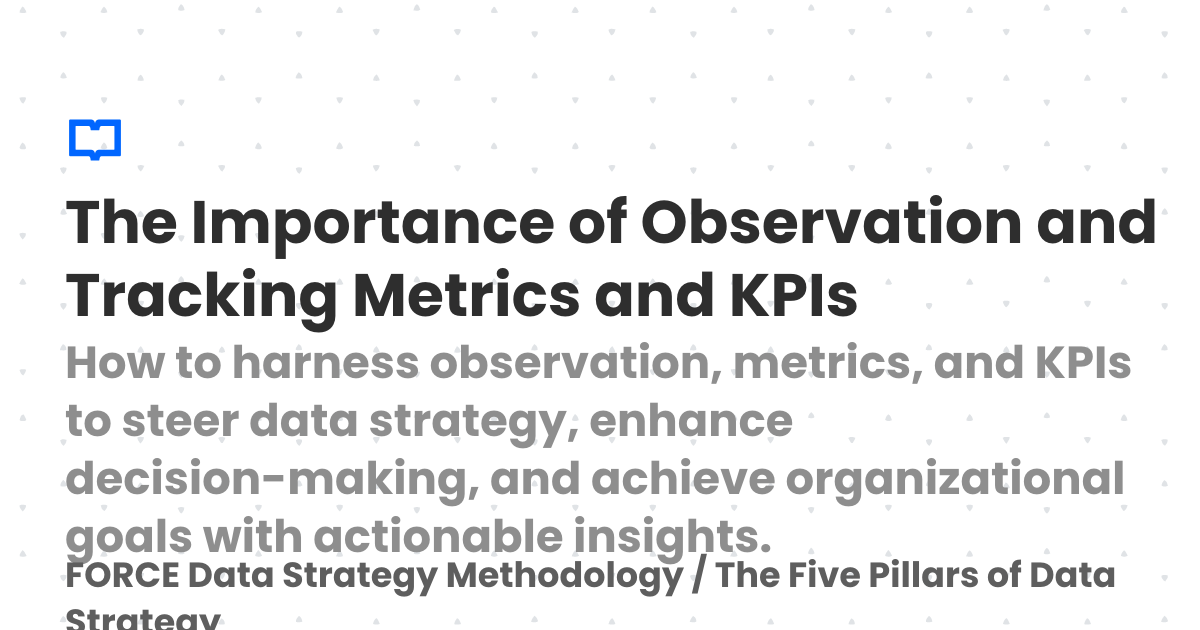 The Importance of Observation and
Tracking Metrics and KPIs
How to harness observation, metrics, and KPIs
to steer data strategy, enhance
decision-making, and achieve organizational
goals with actionable insights.
FORCE Data Strategy Methodology / The Five Pillars of Data
Strategy